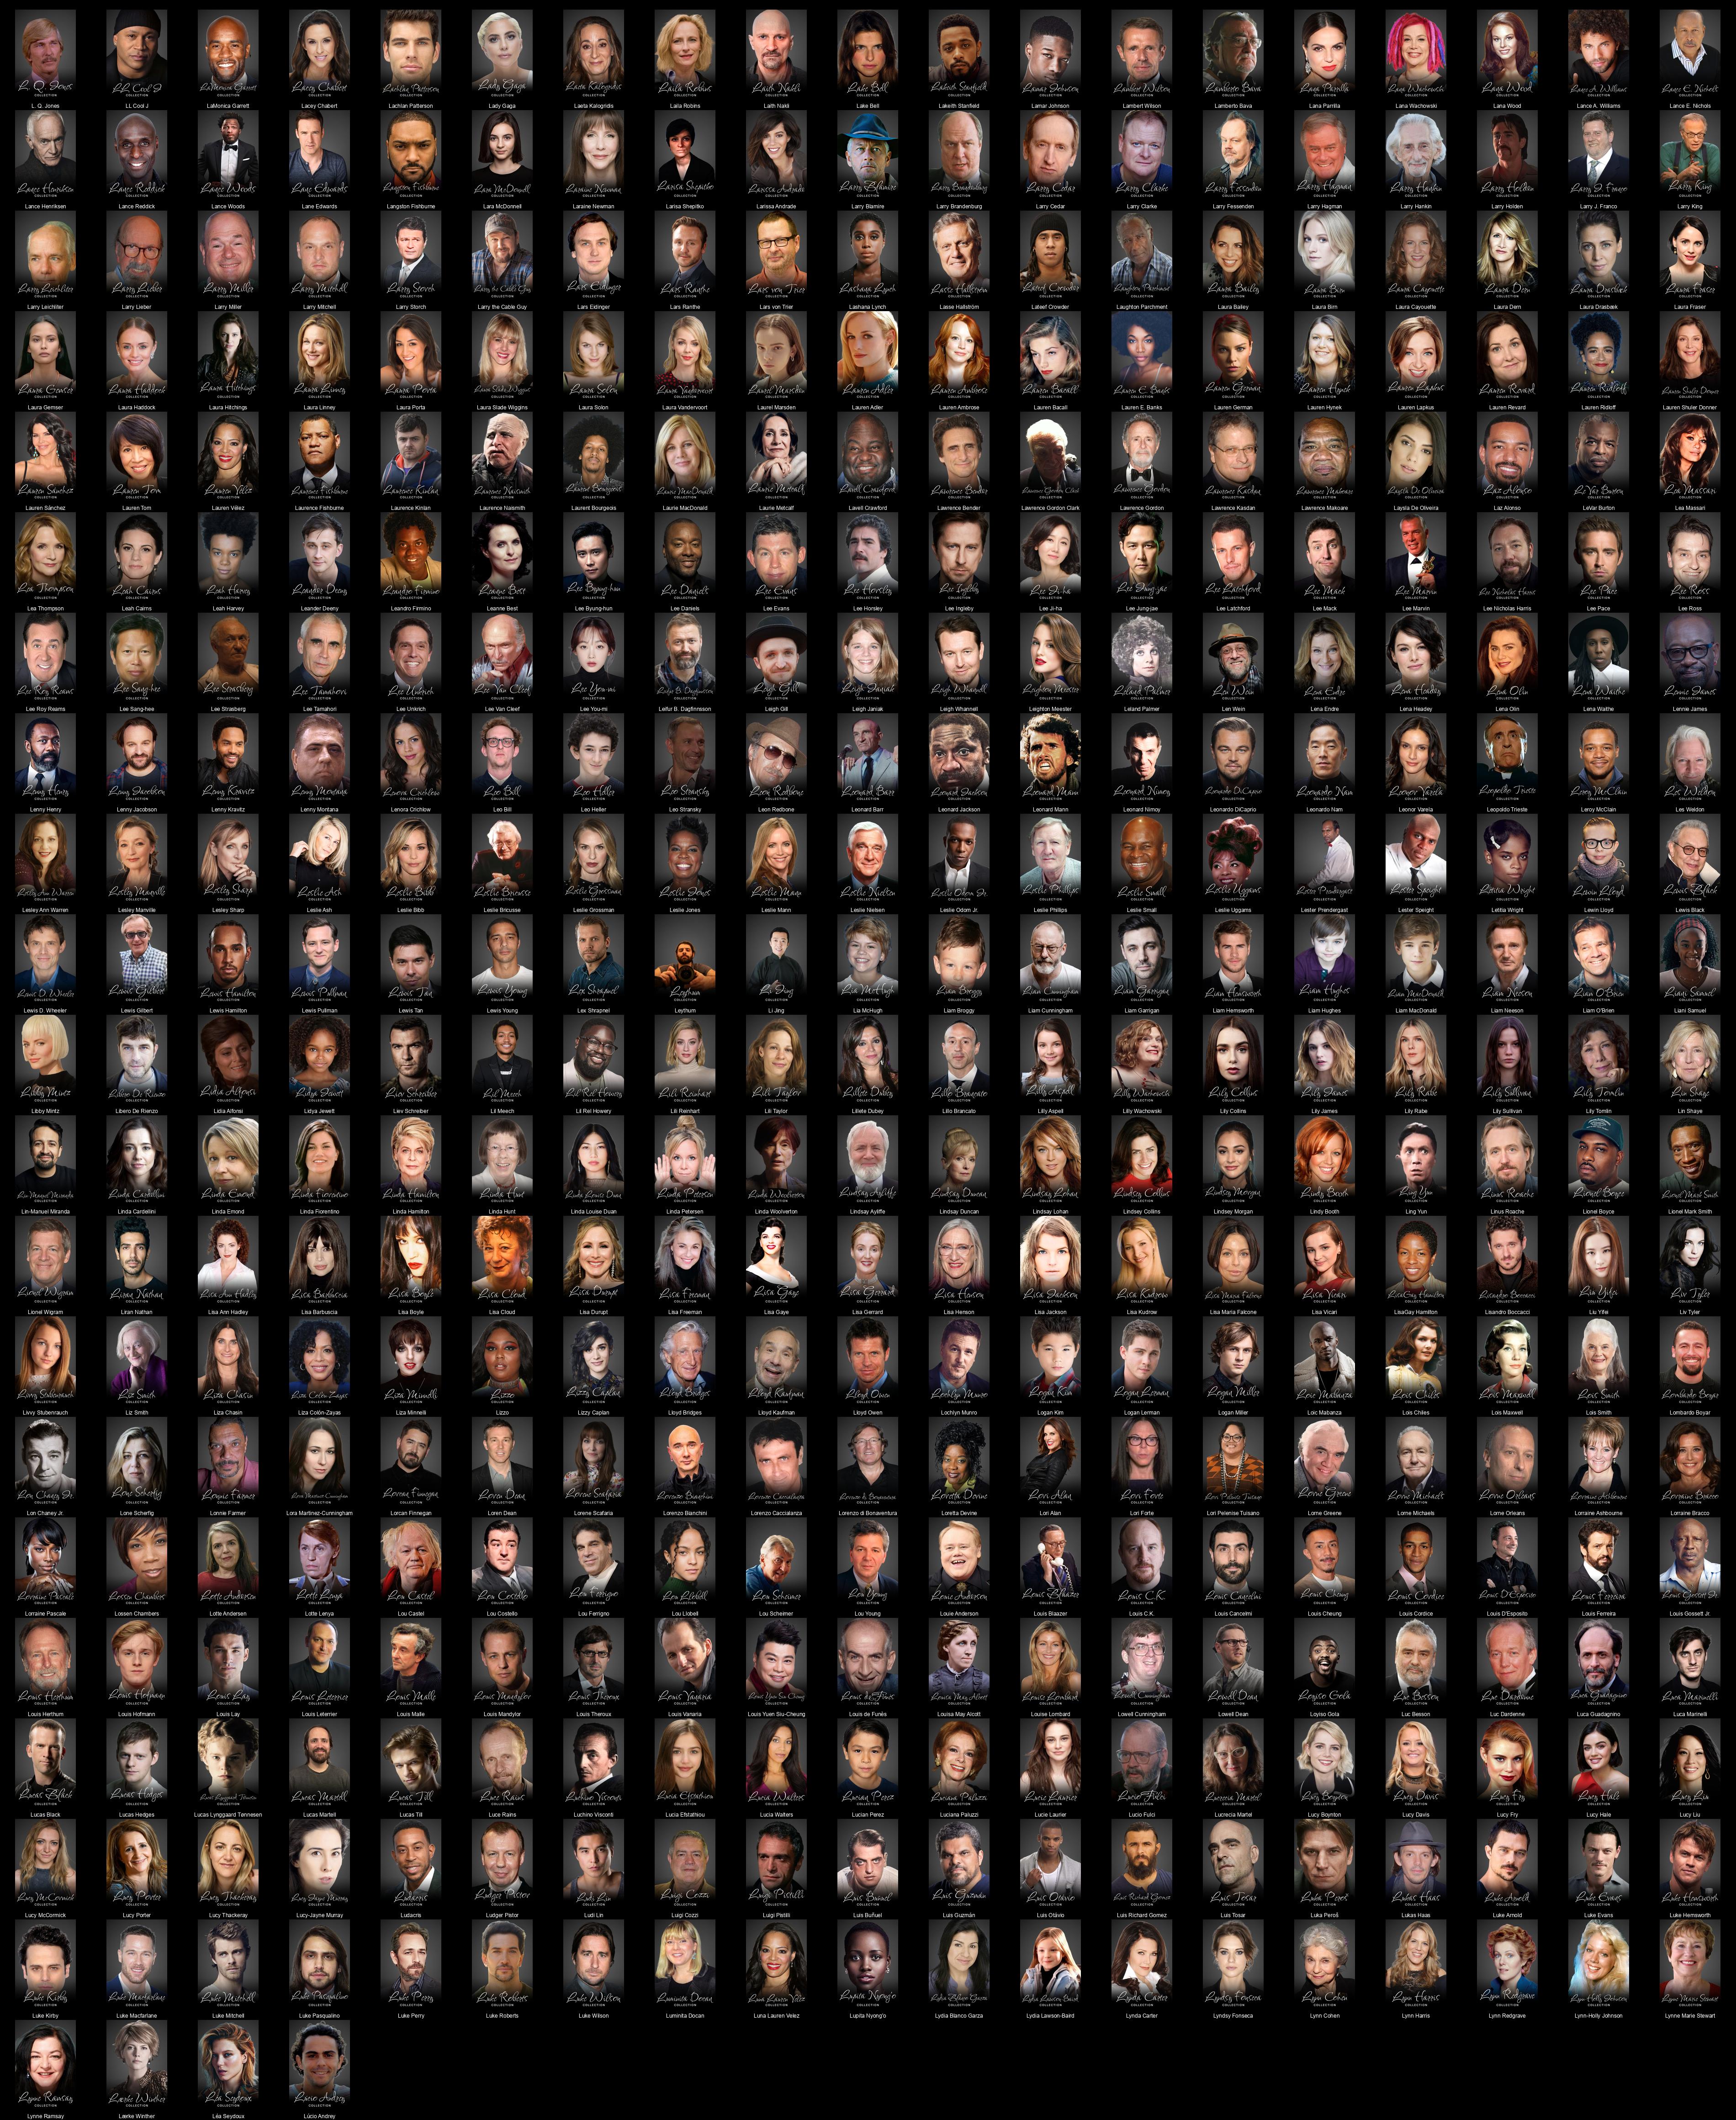 L. Q. Jones LL Cool J LaMonica Garrett Lacey Chabert Lachlan Patterson Lady Gaga Laeta Kalogridis Laila Robins Laith Nakli Lake Bell Lakeith Stanfield Lamar Johnson Lambert Wilson Lamberto Bava Lana Parrilla Lana Wachowski Lana Wood Lance A. Williams Lance E. Nichols
Lance Henriksen Lance Reddick Lance Woods Lane Edwards Langston Fishburne Lara McDonnell Laraine Newman Larisa Shepitko Larissa Andrade Larry Blamire Larry Brandenburg Larry Cedar Larry Clarke Larry Fessenden Larry Hagman Larry Hankin Larry Holden Larry J. Franco Larry King
Larry Leichliter Larry Lieber Larry Miller Larry Mitchell Larry Storch Larry the Cable Guy Lars Eidinger Lars Ranthe Lars von Trier Lashana Lynch Lasse Hallström Lateef Crowder Laughton Parchment Laura Bailey Laura Birn Laura Cayouette Laura Dern Laura Drasbæk Laura Fraser
Laura Gemser Laura Haddock Laura Hitchings Laura Linney Laura Porta Laura Slade Wiggins Laura Solon Laura Vandervoort Laurel Marsden Lauren Adler Lauren Ambrose Lauren Bacall Lauren E. Banks Lauren German Lauren Hynek Lauren Lapkus Lauren Revard Lauren Ridloff Lauren Shuler Donner
Lauren Sánchez Lauren Tom Lauren Vélez Laurence Fishburne Laurence Kinlan Laurence Naismith Laurent Bourgeois Laurie MacDonald Laurie Metcalf Lavell Crawford Lawrence Bender Lawrence Gordon Clark Lawrence Gordon Lawrence Kasdan Lawrence Makoare Laysla De Oliveira Laz Alonso LeVar Burton Lea Massari
Lea Thompson Leah Cairns Leah Harvey Leander Deeny Leandro Firmino Leanne Best Lee Byung-hun Lee Daniels Lee Evans Lee Horsley Lee Ingleby Lee Ji-ha Lee Jung-jae Lee Latchford Lee Mack Lee Marvin Lee Nicholas Harris Lee Pace Lee Ross
Lee Roy Reams Lee Sang-hee Lee Strasberg Lee Tamahori Lee Unkrich Lee Van Cleef Lee You-mi Leifur B. Dagfinnsson Leigh Gill Leigh Janiak Leigh Whannell Leighton Meester Leland Palmer Len Wein Lena Endre Lena Headey Lena Olin Lena Waithe Lennie James
Lenny Henry Lenny Jacobson Lenny Kravitz Lenny Montana Lenora Crichlow Leo Bill Leo Heller Leo Stransky Leon Redbone Leonard Barr Leonard Jackson Leonard Mann Leonard Nimoy Leonardo DiCaprio Leonardo Nam Leonor Varela Leopoldo Trieste Leroy McClain Les Weldon
Lesley Ann Warren Lesley Manville Lesley Sharp Leslie Ash Leslie Bibb Leslie Bricusse Leslie Grossman Leslie Jones Leslie Mann Leslie Nielsen Leslie Odom Jr. Leslie Phillips Leslie Small Leslie Uggams Lester Prendergast Lester Speight Letitia Wright Lewin Lloyd Lewis Black
Lewis D. Wheeler Lewis Gilbert Lewis Hamilton Lewis Pullman Lewis Tan Lewis Young Lex Shrapnel Leythum Li Jing Lia McHugh Liam Broggy Liam Cunningham Liam Garrigan Liam Hemsworth Liam Hughes Liam MacDonald Liam Neeson Liam O'Brien Liani Samuel
Libby Mintz Libero De Rienzo Lidia Alfonsi Lidya Jewett Liev Schreiber Lil Meech Lil Rel Howery Lili Reinhart Lili Taylor Lillete Dubey Lillo Brancato Lilly Aspell Lilly Wachowski Lily Collins Lily James Lily Rabe Lily Sullivan Lily Tomlin Lin Shaye
Lin-Manuel Miranda Linda Cardellini Linda Emond Linda Fiorentino Linda Hamilton Linda Hunt Linda Louise Duan Linda Petersen Linda Woolverton Lindsay Ayliffe Lindsay Duncan Lindsay Lohan Lindsey Collins Lindsey Morgan Lindy Booth Ling Yun Linus Roache Lionel Boyce Lionel Mark Smith
Lionel Wigram Liran Nathan Lisa Ann Hadley Lisa Barbuscia Lisa Boyle Lisa Cloud Lisa Durupt Lisa Freeman Lisa Gaye Lisa Gerrard Lisa Henson Lisa Jackson Lisa Kudrow Lisa Maria Falcone Lisa Vicari LisaGay Hamilton Lisandro Boccacci Liu Yifei Liv Tyler
Livvy Stubenrauch Liz Smith Liza Chasin Liza Colón-Zayas Liza Minnelli Lizzo Lizzy Caplan Lloyd Bridges Lloyd Kaufman Lloyd Owen Lochlyn Munro Logan Kim Logan Lerman Logan Miller Loic Mabanza Lois Chiles Lois Maxwell Lois Smith Lombardo Boyar
Lon Chaney Jr. Lone Scherfig Lonnie Farmer Lora Martinez-Cunningham Lorcan Finnegan Loren Dean Lorene Scafaria Lorenzo Bianchini Lorenzo Caccialanza Lorenzo di Bonaventura Loretta Devine Lori Alan Lori Forte Lori Pelenise Tuisano Lorne Greene Lorne Michaels Lorne Orleans Lorraine Ashbourne Lorraine Bracco
Lorraine Pascale Lossen Chambers Lotte Andersen Lotte Lenya Lou Castel Lou Costello Lou Ferrigno Lou Llobell Lou Scheimer Lou Young Louie Anderson Louis Blaazer Louis C.K. Louis Cancelmi Louis Cheung Louis Cordice Louis D'Esposito Louis Ferreira Louis Gossett Jr.
Louis Herthum Louis Hofmann Louis Lay Louis Leterrier Louis Malle Louis Mandylor Louis Theroux Louis Vanaria Louis Yuen Siu-Cheung Louis de Funès Louisa May Alcott Louise Lombard Lowell Cunningham Lowell Dean Loyiso Gola Luc Besson Luc Dardenne Luca Guadagnino Luca Marinelli
Lucas Black Lucas Hedges Lucas Lynggaard Tønnesen Lucas Martell Lucas Till Luce Rains Luchino Visconti Lucia Efstathiou Lucia Walters Lucian Perez Luciana Paluzzi Lucie Laurier Lucio Fulci Lucrecia Martel Lucy Boynton Lucy Davis Lucy Fry Lucy Hale Lucy Liu
Lucy McCormick Lucy Porter Lucy Thackeray Lucy-Jayne Murray Ludacris Ludger Pistor Ludi Lin Luigi Cozzi Luigi Pistilli Luis Buñuel Luis Guzmán Luis Otávio Luis Richard Gomez Luis Tosar Luka Peroš Lukas Haas Luke Arnold Luke Evans Luke Hemsworth
Luke Kirby Luke Macfarlane Luke Mitchell Luke Pasqualino Luke Perry Luke Roberts Luke Wilson Luminita Docan Luna Lauren Velez Lupita Nyong'o Lydia Blanco Garza Lydia Lawson-Baird Lynda Carter Lyndsy Fonseca Lynn Cohen Lynn Harris Lynn Redgrave Lynn-Holly Johnson Lynne Marie Stewart
Lynne Ramsay Lærke Winther Léa Seydoux Lúcio Andrey